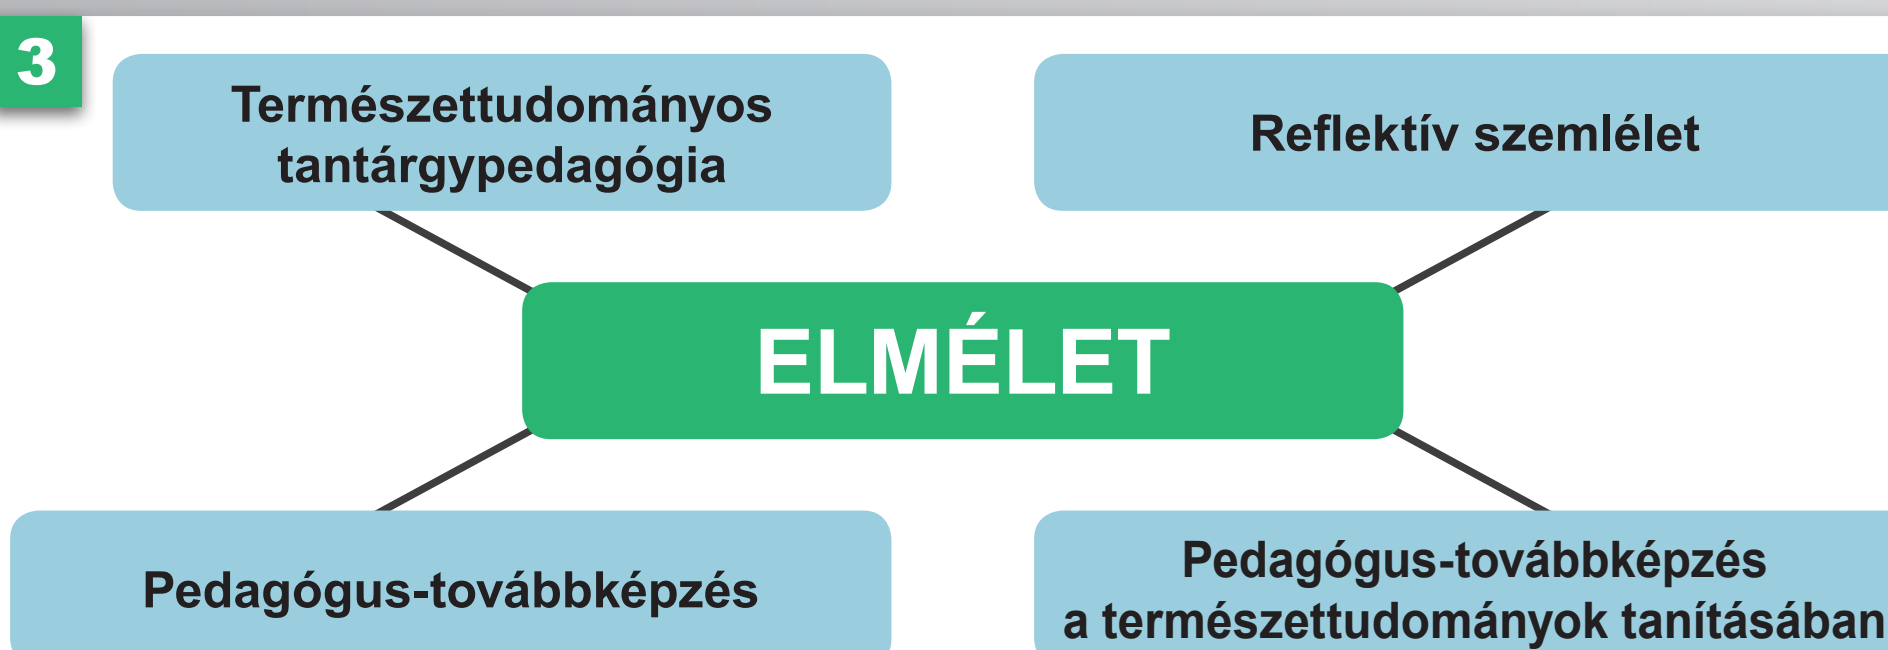 3
Természettudományos
tantárgypedagógia
Reflektív szemlélet
ELMÉLET
Pedagógus-továbbképzés
Pedagógus-továbbképzés
a természettudományok tanításában